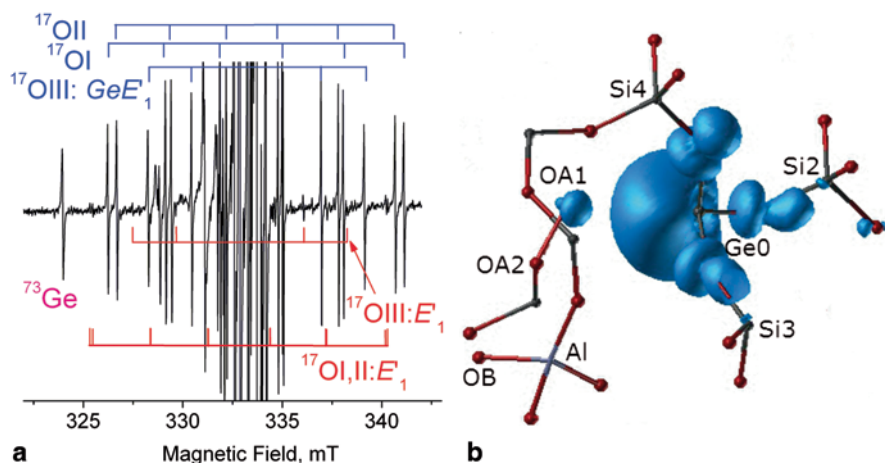 ¹⁷OII
¹⁷OI
¹⁷OIII: GeE'₁
⁷³Ge
¹⁷OIII:E'₁
¹⁷OI,II:E'₁
325 330 335 340
a Magnetic Field, mT
Si4
OA1
Si2
Ge0
OA2
Si3
Al
OB
b